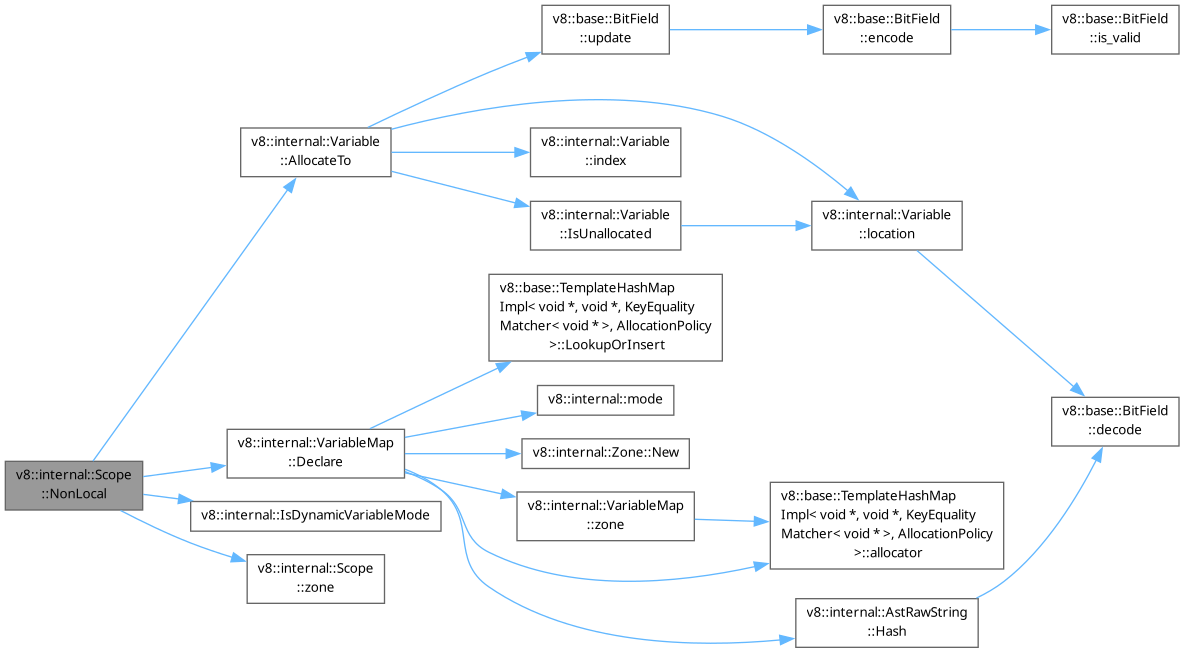 v8::base::BitField
::update
v8::base::BitField
::encode
v8::base::BitField
::is_valid
v8::internal::Variable
::AllocateTo
v8::internal::Variable
::index
v8::internal::Variable
::IsUnallocated
v8::internal::Variable
::location
v8::base::TemplateHashMap
Impl< void *, void *, KeyEquality
Matcher< void * >, AllocationPolicy
>::LookupOrInsert
v8::internal::mode
v8::base::BitField
::decode
v8::internal::VariableMap
::Declare
v8::internal::Zone::New
v8::internal::Scope
::NonLocal
v8::internal::VariableMap
::zone
v8::internal::IsDynamicVariableMode
v8::base::TemplateHashMap
Impl< void *, void *, KeyEquality
Matcher< void * >, AllocationPolicy
>::allocator
v8::internal::Scope
::zone
v8::internal::AstRawString
::Hash